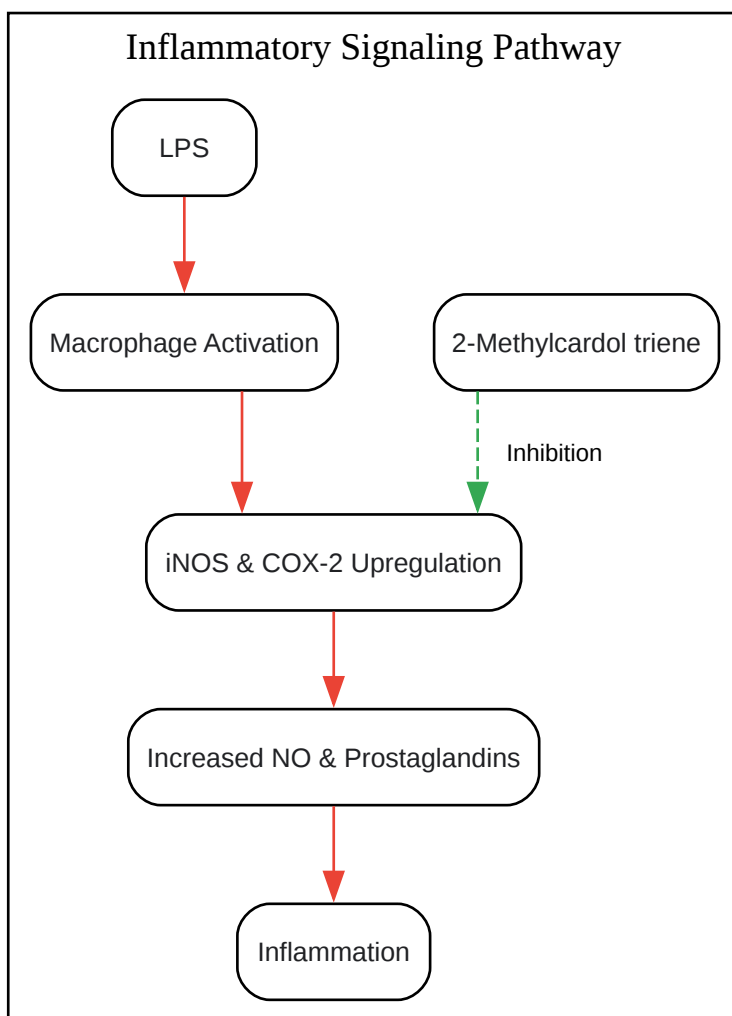 Inflammatory Signaling Pathway
LPS
Macrophage Activation
2-Methylcardol triene
Inhibition
iNOS & COX-2 Upregulation
Increased NO & Prostaglandins
Inflammation